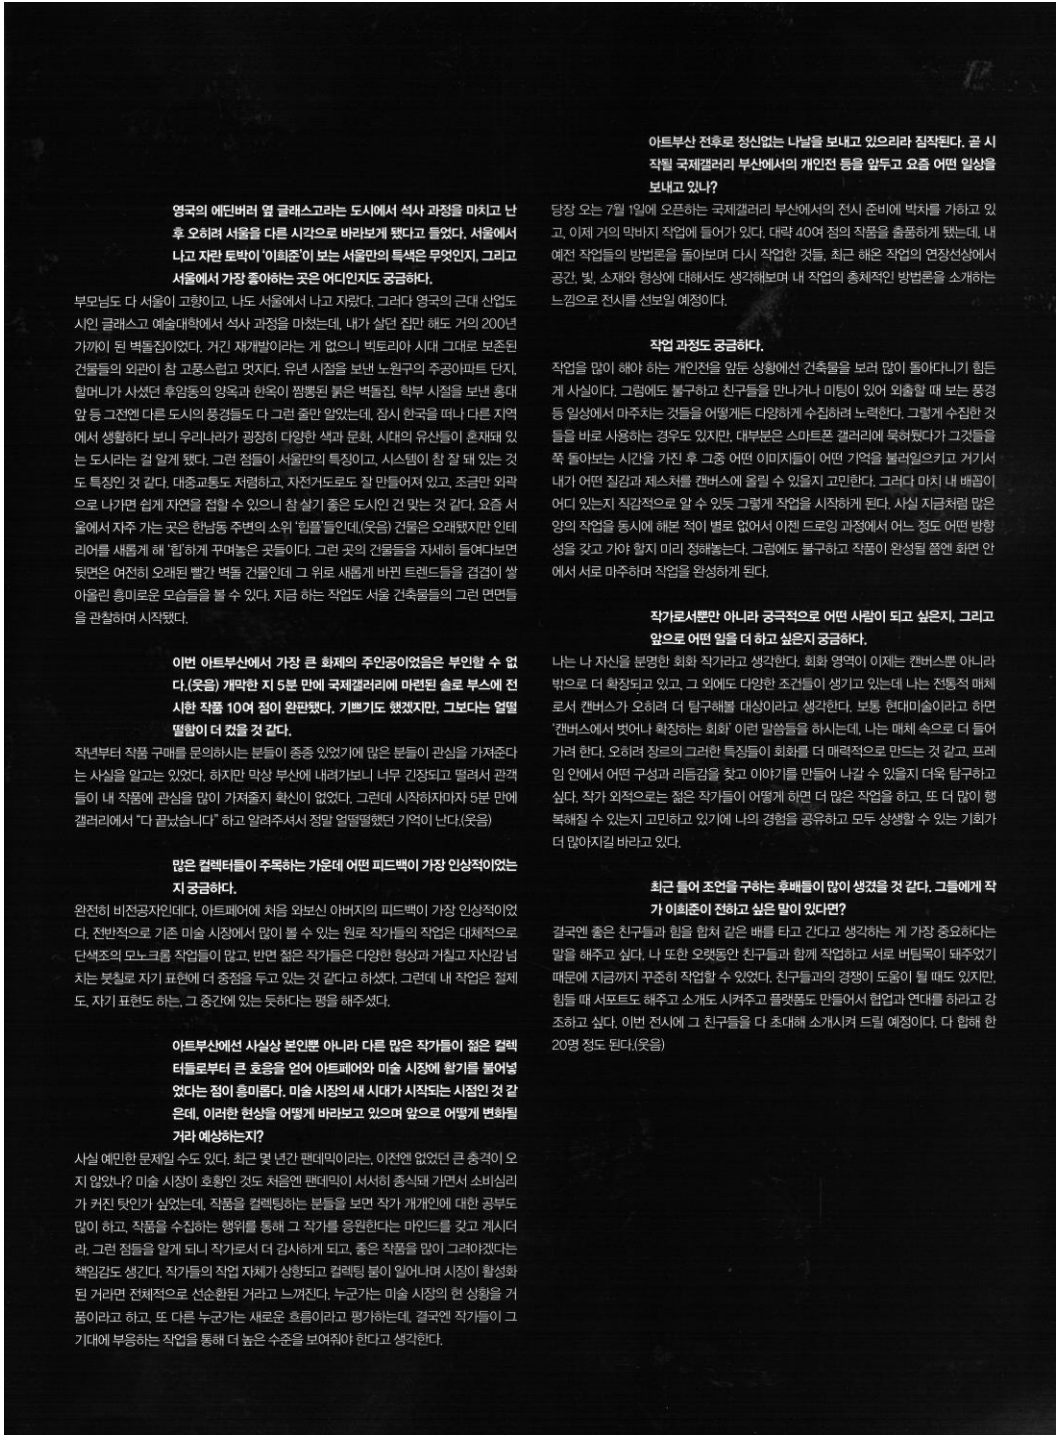 영국의 에딘버러 옆 글래스고라는 도시에서 석사 과정을 마치고 난
후 오히려 서울을 다른 시각으로 바라보게 됐다고 들었다. 서울에서
나고 자란 토박이 '이희준'이 보는 서울만의 특색은 무엇인지, 그리고
서울에서 가장 좋아하는 곳은 어디인지도 궁금하다.
부모님도 다 서울이 고향이고, 나도 서울에서 나고 자랐다. 그러다 영국의 근대 산업도
시인 글래스고 예술대학에서 석사 과정을 마쳤는데, 내가 살던 집만 해도 거의 200년
가까이 된 벽돌집이었다. 거긴 재개발이라는 게 없으니 빅토리아 시대 그대로 보존된
건물들의 외관이 참 고풍스럽고 멋지다. 유년 시절을 보낸 노원구의 주공아파트 단지,
할머니가 사셨던 후암동의 양옥과 한옥이 짬뽕된 붉은 벽돌집, 학부 시절을 보낸 홍대
앞 등 그전엔 다른 도시의 풍경들도 다 그런 줄만 알았는데, 잠시 한국을 떠나 다른 지역
에서 생활하다 보니 우리나라가 굉장히 다양한 색과 문화, 시대의 유산들이 혼재돼 있
는 도시라는 걸 알게 됐다. 그런 점들이 서울만의 특징이고, 시스템이 참 잘 돼 있는 것
도 특징인 것 같다. 대중교통도 저렴하고, 자전거도로도 잘 만들어져 있고, 조금만 외곽
으로 나가면 쉽게 자연을 접할 수 있으니 참 살기 좋은 도시인 건 맞는 것 같다. 요즘 서
울에서 자주 가는 곳은 한남동 주변의 소위 '힙플'들인데,(웃음) 건물은 오래됐지만 인테
리어를 새롭게 해 '힙'하게 꾸며놓은 곳들이다. 그런 곳의 건물들을 자세히 들여다보면
뒷면은 여전히 오래된 빨간 벽돌 건물인데 그 위로 새롭게 바뀐 트렌드들을 겹겹이 쌓
아올린 흥미로운 모습들을 볼 수 있다. 지금 하는 작업도 서울 건축물들의 그런 면면들
을 관찰하며 시작됐다.
이번 아트부산에서 가장 큰 화제의 주인공이었음은 부인할 수 없
다.(웃음) 개막한 지 5분 만에 국제갤러리에 마련된 솔로 부스에 전
시한 작품 10여 점이 완판됐다. 기쁘기도 했겠지만, 그보다는 얼떨
떨함이 더 컸을 것 같다.
작년부터 작품 구매를 문의하시는 분들이 종종 있었기에 많은 분들이 관심을 가져준다
는 사실을 알고는 있었다. 하지만 막상 부산에 내려가보니 너무 긴장되고 떨려서 관객
들이 내 작품에 관심을 많이 가져줄지 확신이 없었다. 그런데 시작하자마자 5분 만에
갤러리에서 “다 끝났습니다” 하고 알려주셔서 정말 얼떨떨했던 기억이 난다.(웃음)
많은 컬렉터들이 주목하는 가운데 어떤 피드백이 가장 인상적이었는
지 궁금하다.
완전히 비전공자인데다, 아트페어에 처음 와보신 아버지의 피드백이 가장 인상적이었
다. 전반적으로 기존 미술 시장에서 많이 볼 수 있는 원로 작가들의 작업은 대체적으로
단색조의 모노크롬 작업들이 많고, 반면 젊은 작가들은 다양한 형상과 거칠고 자신감 넘
치는 붓칠로 자기 표현에 더 중점을 두고 있는 것 같다고 하셨다. 그런데 내 작업은 절제
도, 자기 표현도 하는, 그 중간에 있는 듯하다는 평을 해주셨다.
아트부산에선 사실상 본인뿐 아니라 다른 많은 작가들이 젊은 컬렉
터들로부터 큰 호응을 얻어 아트페어와 미술 시장에 활기를 불어넣
었다는 점이 흥미롭다. 미술 시장의 새 시대가 시작되는 시점인 것 같
은데, 이러한 현상을 어떻게 바라보고 있으며 앞으로 어떻게 변화될
거라 예상하는지?
사실 예민한 문제일 수도 있다. 최근 몇 년간 팬데믹이라는, 이전엔 없었던 큰 충격이 오
지 않았나? 미술 시장이 호황인 것도 처음엔 팬데믹이 서서히 종식돼 가면서 소비심리
가 커진 탓인가 싶었는데, 작품을 컬렉팅하는 분들을 보면 작가 개개인에 대한 공부도
많이 하고, 작품을 수집하는 행위를 통해 그 작가를 응원한다는 마인드를 갖고 계시더
라. 그런 점들을 알게 되니 작가로서 더 감사하게 되고, 좋은 작품을 많이 그려야겠다는
책임감도 생긴다. 작가들의 작업 자체가 상향되고 컬렉팅 붐이 일어나며 시장이 활성화
된 거라면 전체적으로 선순환된 거라고 느껴진다. 누군가는 미술 시장의 현 상황을 거
품이라고 하고, 또 다른 누군가는 새로운 흐름이라고 평가하는데, 결국엔 작가들이 그
기대에 부응하는 작업을 통해 더 높은 수준을 보여줘야 한다고 생각한다.
아트부산 전후로 정신없는 나날을 보내고 있으리라 짐작된다. 곧 시
작될 국제갤러리 부산에서의 개인전 등을 앞두고 요즘 어떤 일상을
보내고 있나?
당장 오는 7월 1일에 오픈하는 국제갤러리 부산에서의 전시 준비에 박차를 가하고 있
고, 이제 거의 막바지 작업에 들어가 있다. 대략 40여 점의 작품을 출품하게 됐는데, 내
예전 작업들의 방법론을 돌아보며 다시 작업한 것들, 최근 해온 작업의 연장선상에서
공간, 빛, 소재와 형상에 대해서도 생각해보며 내 작업의 총체적인 방법론을 소개하는
느낌으로 전시를 선보일 예정이다.
작업 과정도 궁금하다.
작업을 많이 해야 하는 개인전을 앞둔 상황에선 건축물을 보러 많이 돌아다니기 힘든
게 사실이다. 그럼에도 불구하고 친구들을 만나거나 미팅이 있어 외출할 때 보는 풍경
등 일상에서 마주치는 것들을 어떻게든 다양하게 수집하려 노력한다. 그렇게 수집한 것
들을 바로 사용하는 경우도 있지만, 대부분은 스마트폰 갤러리에 묵혀뒀다가 그것들을
쭉 돌아보는 시간을 가진 후 그중 어떤 이미지들이 어떤 기억을 불러일으키고 거기서
내가 어떤 질감과 제스처를 캔버스에 올릴 수 있을지 고민한다. 그러다 마치 내 배꼽이
어디 있는지 직감적으로 알 수 있듯 그렇게 작업을 시작하게 된다. 사실 지금처럼 많은
양의 작업을 동시에 해본 적이 별로 없어서 이젠 드로잉 과정에서 어느 정도 어떤 방향
성을 갖고 가야 할지 미리 정해놓는다. 그럼에도 불구하고 작품이 완성될 쯤엔 화면 안
에서 서로 마주하며 작업을 완성하게 된다.
작가로서뿐만 아니라 궁극적으로 어떤 사람이 되고 싶은지, 그리고
앞으로 어떤 일을 더 하고 싶은지 궁금하다.
나는 나 자신을 분명한 회화 작가라고 생각한다. 회화 영역이 이제는 캔버스뿐 아니라
밖으로 더 확장되고 있고, 그 외에도 다양한 조건들이 생기고 있는데 나는 전통적 매체
로서 캔버스가 오히려 더 탐구해볼 대상이라고 생각한다. 보통 현대미술이라고 하면
'캔버스에서 벗어나 확장하는 회화' 이런 말씀들을 하시는데, 나는 매체 속으로 더 들어
가려 한다. 오히려 장르의 그러한 특징들이 회화를 더 매력적으로 만드는 것 같고, 프레
임 안에서 어떤 구성과 리듬감을 찾고 이야기를 만들어 나갈 수 있을지 더욱 탐구하고
싶다. 작가 외적으로는 젊은 작가들이 어떻게 하면 더 많은 작업을 하고, 또 더 많이 행
복해질 수 있는지 고민하고 있기에 나의 경험을 공유하고 모두 상생할 수 있는 기회가
더 많아지길 바라고 있다.
최근 들어 조언을 구하는 후배들이 많이 생겼을 것 같다. 그들에게 작
가 이희준이 전하고 싶은 말이 있다면?
결국엔 좋은 친구들과 힘을 합쳐 같은 배를 타고 간다고 생각하는 게 가장 중요하다는
말을 해주고 싶다. 나 또한 오랫동안 친구들과 함께 작업하고 서로 버팀목이 돼주었기
때문에 지금까지 꾸준히 작업할 수 있었다. 친구들과의 경쟁이 도움이 될 때도 있지만,
힘들 때 서포트도 해주고 소개도 시켜주고 플랫폼도 만들어서 협업과 연대를 하라고 강
조하고 싶다. 이번 전시에 그 친구들을 다 초대해 소개시켜 드릴 예정이다. 다 합해 한
20명 정도 된다.(웃음)